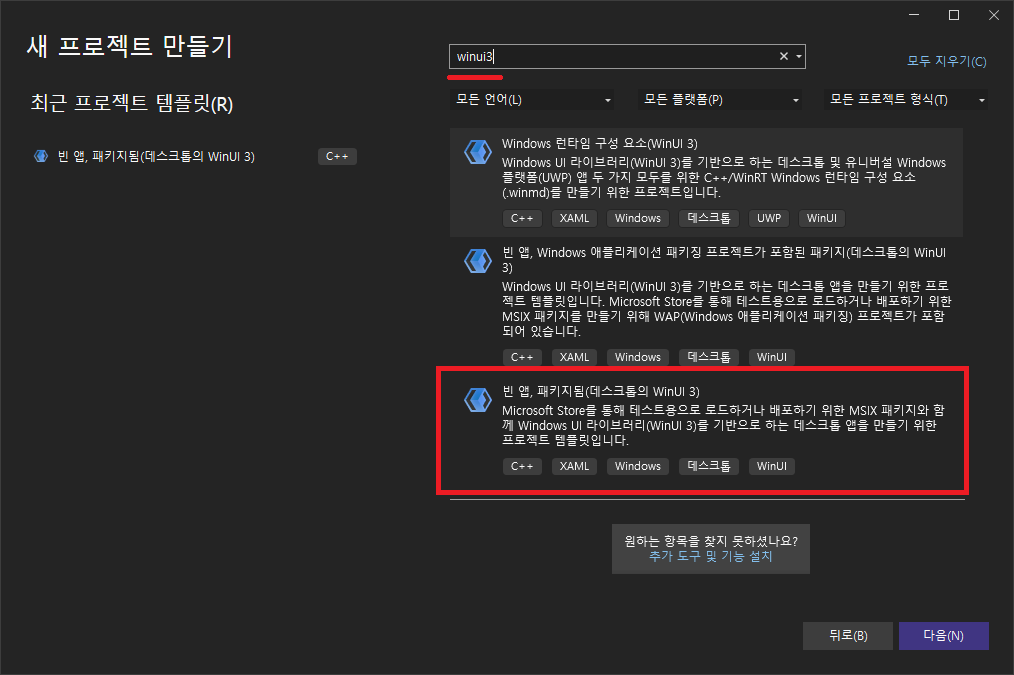 새 프로젝트 만들기
최근 프로젝트 템플릿(R)
빈 앱, 패키지됨(데스크톱의 WinUI 3)
C++
winui3
모두 지우기(C)
모든 언어(L)
모든 플랫폼(P)
모든 프로젝트 형식(T)
Windows 런타임 구성 요소(WinUI 3)
Windows UI 라이브러리(WinUI 3)를 기반으로 하는 데스크톱 및 유니버설 Windows
플랫폼(UWP) 앱 두 가지 모두를 위한 C++/WinRT Windows 런타임 구성 요소
(.winmd)을 만들기 위한 프로젝트입니다.
C++ XAML Windows 데스크톱 UWP WinUI
빈 앱, Windows 애플리케이션 패키징 프로젝트가 포함된 패키지(데스크톱의 WinUI
3)
Windows UI 라이브러리(WinUI 3)를 기반으로 하는 데스크톱 앱을 만들기 위한 프로
젝트 템플릿입니다. Microsoft Store를 통해 테스트용으로 로드하거나 배포하기 위한
MSIX 패키지를 만들기 위해 WAP(Windows 애플리케이션 패키징) 프로젝트가 포함
되어 있습니다.
C++ XAML Windows 데스크톱 WinUI
빈 앱, 패키지됨(데스크톱의 WinUI 3)
Microsoft Store를 통해 테스트용으로 로드하거나 배포하기 위한 MSIX 패키지와 함
께 Windows UI 라이브러리(WinUI 3)를 기반으로 하는 데스크톱 앱을 만들기 위한
프로젝트 템플릿입니다.
C++ XAML Windows 데스크톱 WinUI
원하는 항목을 찾지 못하셨나요?
추가 도구 및 기능 설치
뒤로(B)
다음(N)